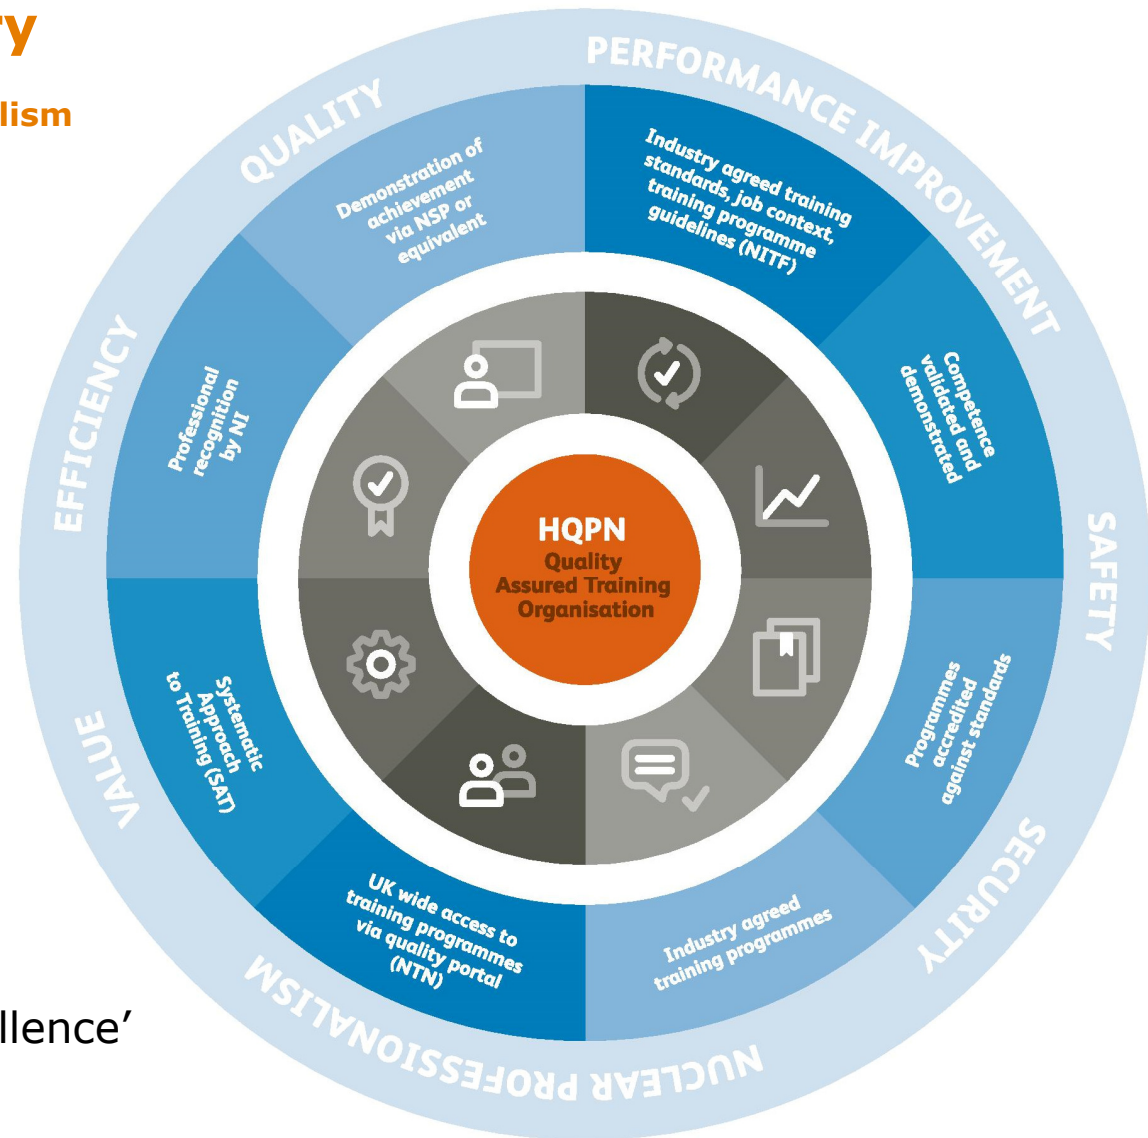 ry
lism
QUALITY
PERFORMANCE IMPROVEMENT
SAFETY
SECURITY
NUCLEAR PROFESSIONALISM
VALUE
EFFICIENCY
Demonstration of
achievement
via NSP or
equivalent
Industry agreed training
standards, job context,
training programme
guidelines (NITF)
Competence
validated and
demonstrated
Programmes
accredited
against standards
Industry agreed
training programmes
UK wide access to
training programmes
via quality portal
(NTN)
Systematic
Approach
to Training (SAT)
Professional
recognition
by NI
HQPN
Quality
Assured Training
Organisation
llence’